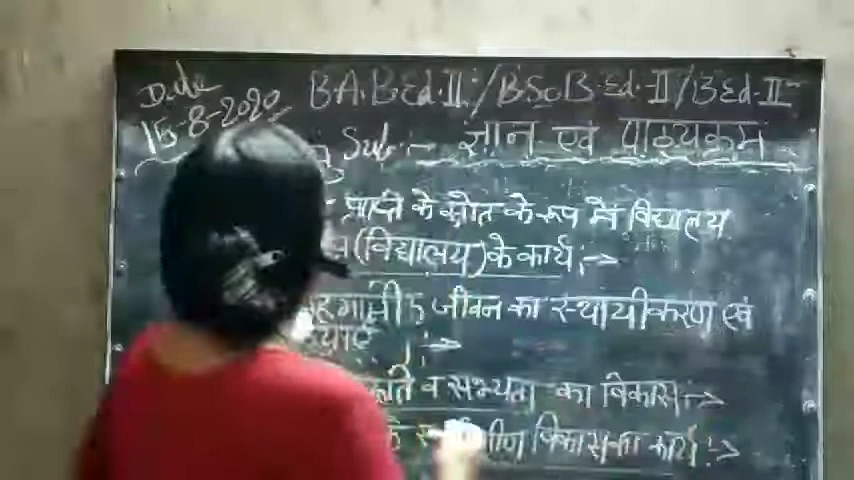 Date B.A.B.Ed.II / B.Sc.B.Ed-II / B.Ed-II
15-8-2020
Sub :- ज्ञान एवं पाठ्यक्रम
प्राप्ति के स्रोत के रूप में विद्यालय
(विद्यालय) के कार्य :->
जीवन का स्थायीकरण एवं
:->
व सभ्यता का विकास :->
विकास का कार्य :->